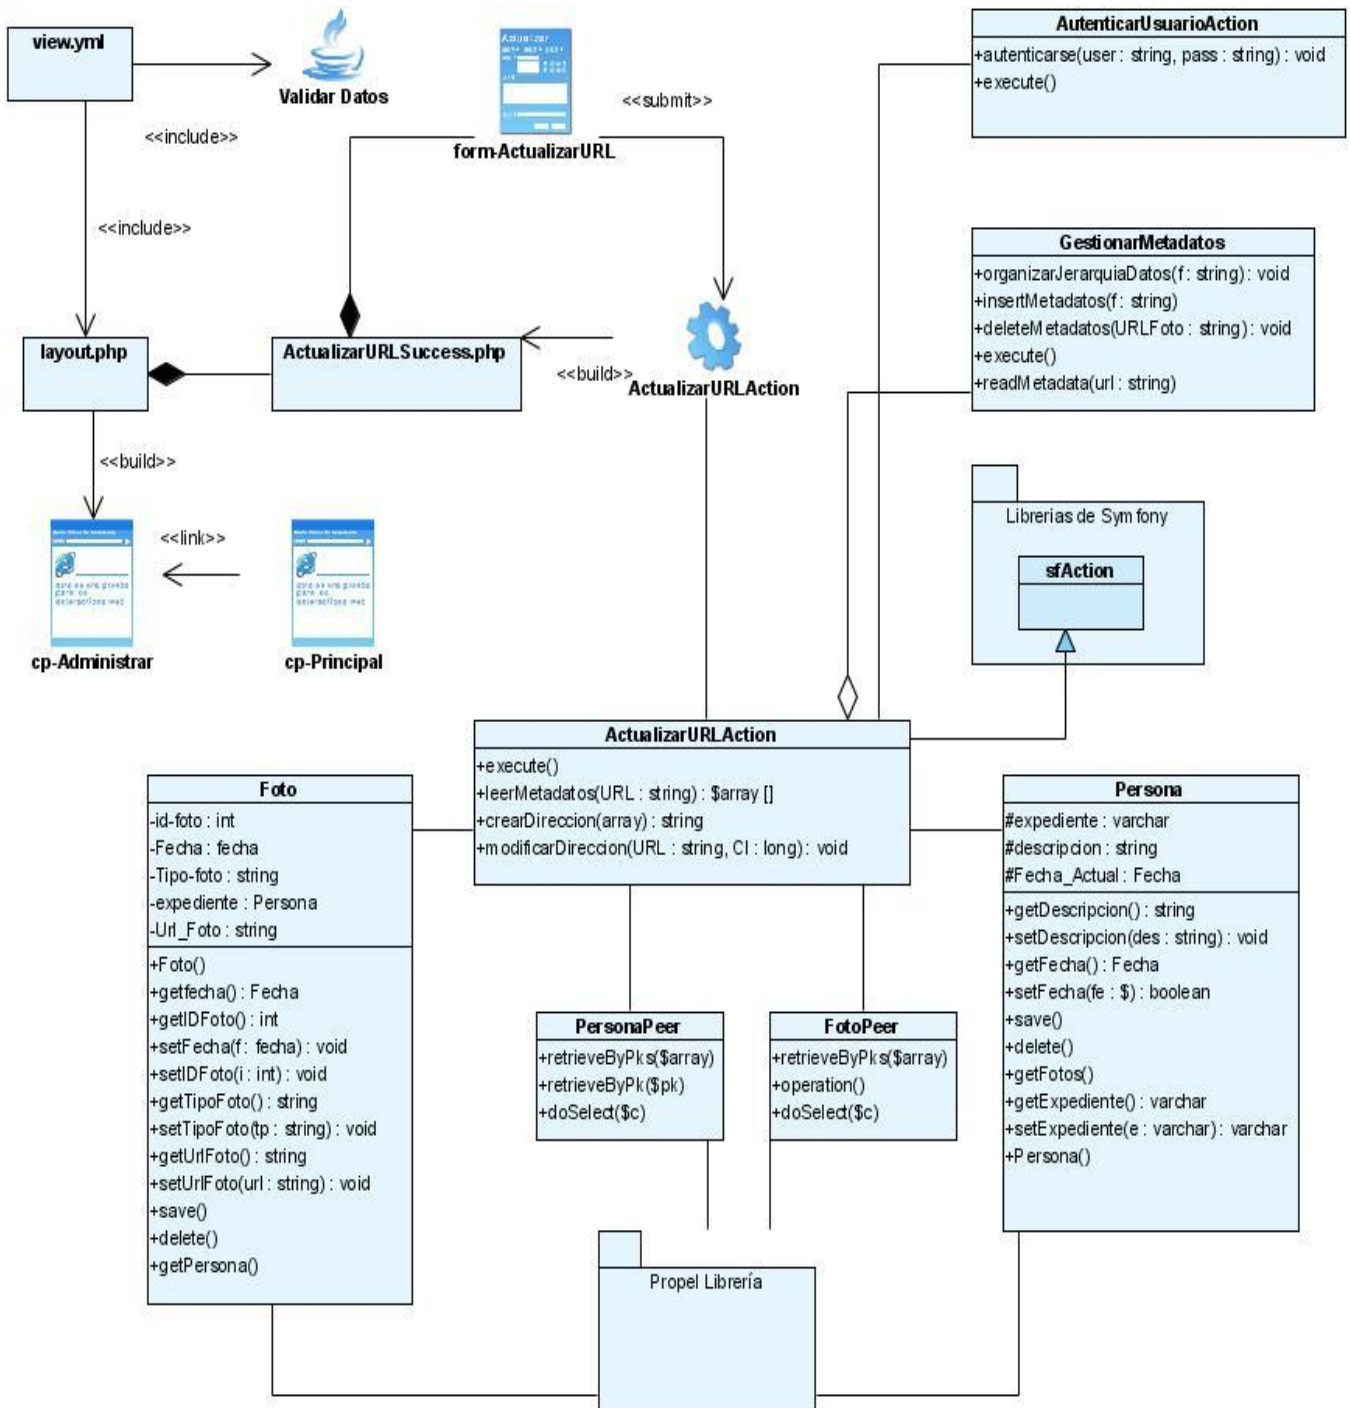 view.yml
Validar Datos
<<include>>
<<include>>
Actualizar
form-ActualizarURL
<<submit>>
AutenticarUsuarioAction
+autenticarse(user : string, pass : string) : void
+execute()
GestionarMetadatos
+organizarJerarquiaDatos(f : string) : void
+insertMetadatos(f : string)
+deleteMetadatos(URLFoto : string) : void
+execute()
+readMetadata(url : string)
layout.php
ActualizarURLSuccess.php
<<build>>
ActualizarURLAction
<<build>>
<<link>>
cp-Administrar
cp-Principal
Librerias de Symfony
sfAction
ActualizarURLAction
+execute()
+leerMetadatos(URL : string) : $array []
+crearDireccion(array) : string
+modificarDireccion(URL : string, CI : long) : void
Foto
-id-foto : int
-Fecha : fecha
-Tipo-foto : string
-expediente : Persona
-Url_Foto : string
+Foto()
+getfecha() : Fecha
+getIDFoto() : int
+setFecha(f : fecha) : void
+setIDFoto(i : int) : void
+getTipoFoto() : string
+setTipoFoto(tp : string) : void
+getUrlFoto() : string
+setUrlFoto(url : string) : void
+save()
+delete()
+getPersona()
Persona
#expediente : varchar
#descripcion : string
#Fecha_Actual : Fecha
+getDescripcion() : string
+setDescripcion(des : string) : void
+getFecha() : Fecha
+setFecha(fe : $) : boolean
+save()
+delete()
+getFotos()
+getExpediente() : varchar
+setExpediente(e : varchar) : varchar
+Persona()
PersonaPeer
+retrieveByPks($array)
+retrieveByPk($pk)
+doSelect($c)
FotoPeer
+retrieveByPks($array)
+operation()
+doSelect($c)
Propel Librería